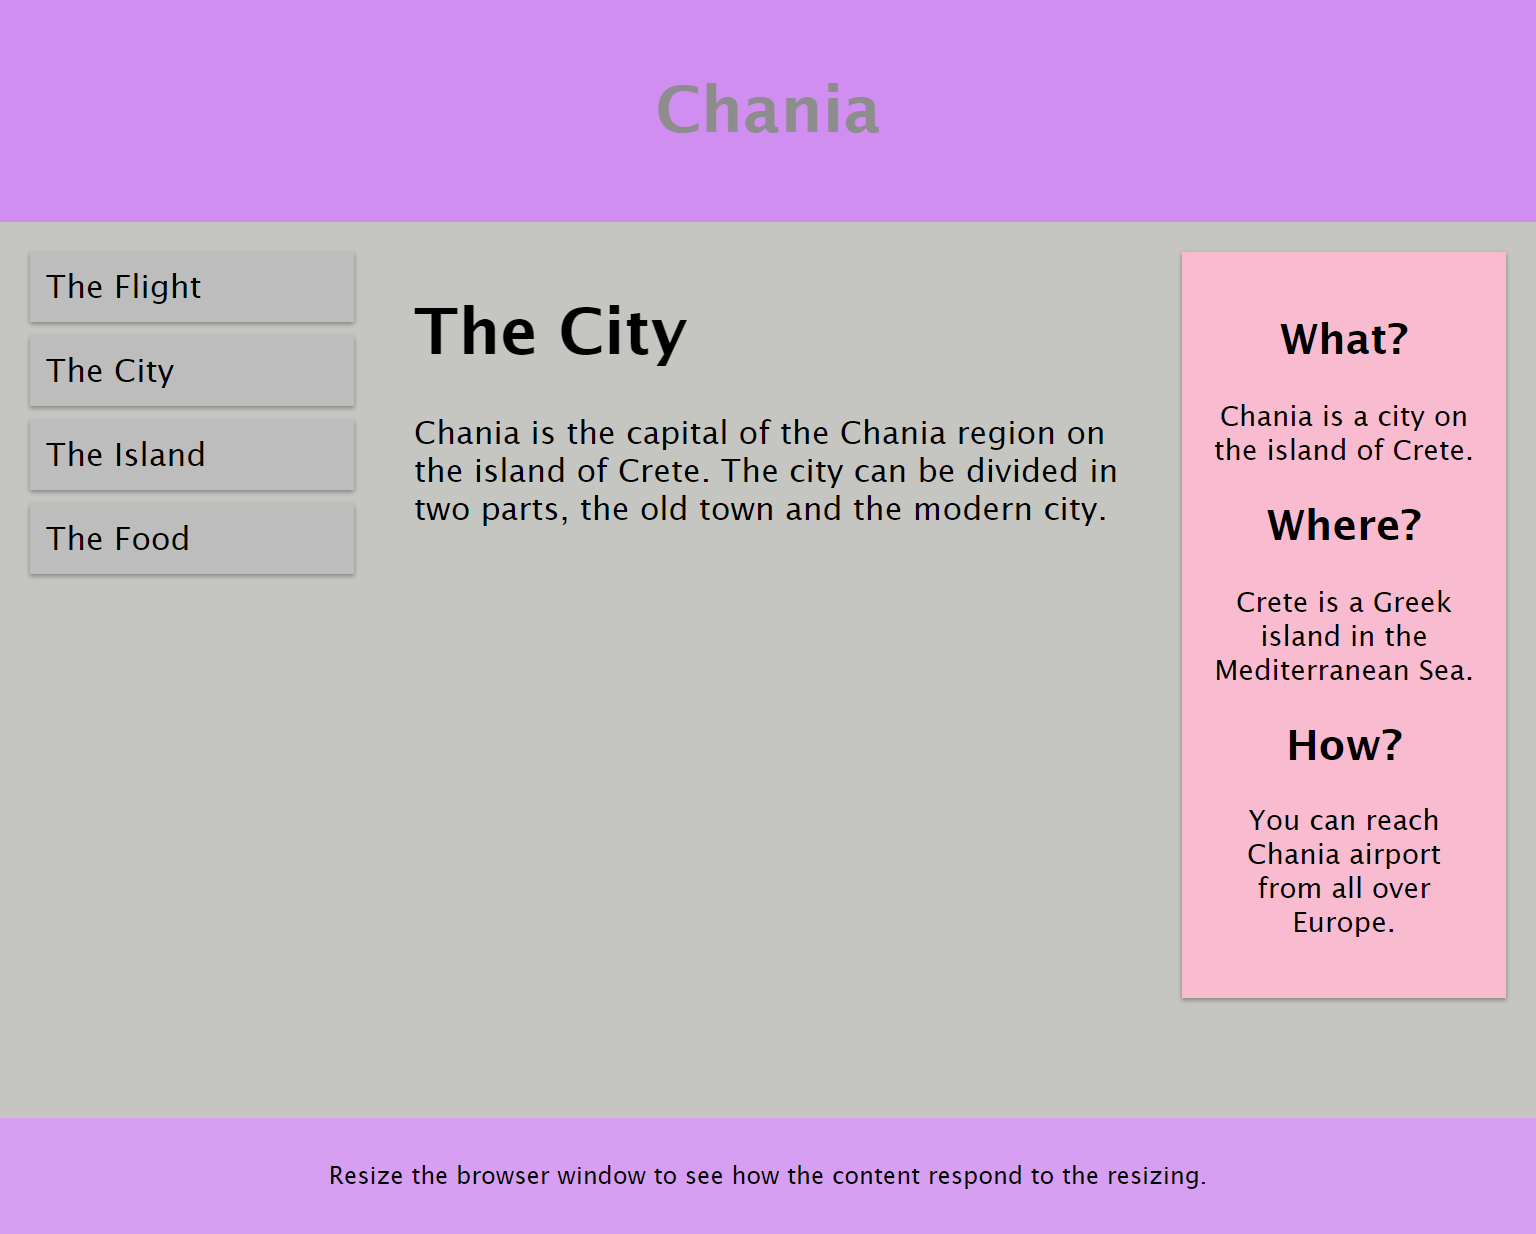 Chania
The Flight
The City
The Island
The Food
The City
Chania is the capital of the Chania region on
the island of Crete. The city can be divided in
two parts, the old town and the modern city.
What?
Chania is a city on
the island of Crete.
Where?
Crete is a Greek
island in the
Mediterranean Sea.
How?
You can reach
Chania airport
from all over
Europe.
Resize the browser window to see how the content respond to the resizing.